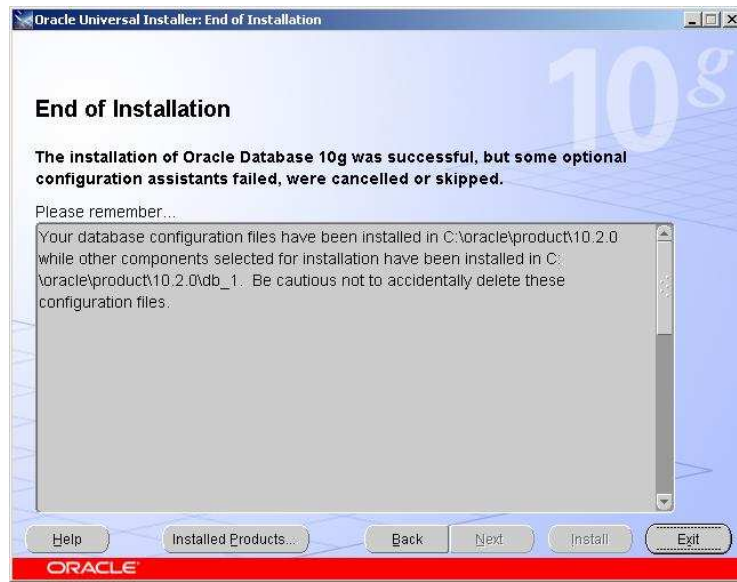 Oracle Universal Installer: End of Installation
10g
End of Installation
The installation of Oracle Database 10g was successful, but some optional
configuration assistants failed, were cancelled or skipped.
Please remember...
Your database configuration files have been installed in C:\oracle\product\10.2.0
while other components selected for installation have been installed in C:
\oracle\product\10.2.0\db_1.  Be cautious not to accidentally delete these
configuration files.
Help
Installed Products...
Back
Next
Install
Exit
ORACLE